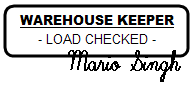 WAREHOUSE KEEPER
- LOAD CHECKED -
Mario Singh